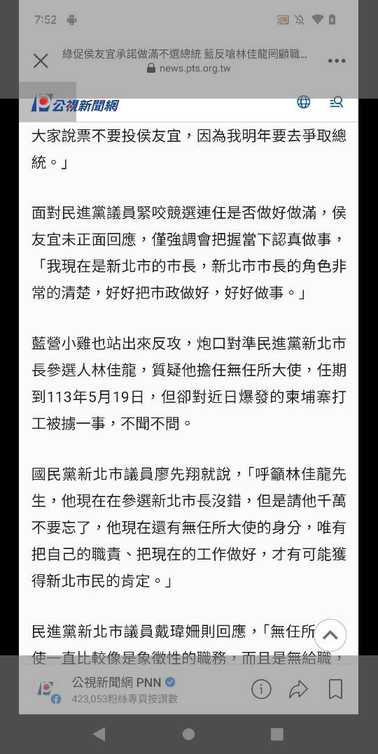 7:52
綠促侯友宜承諾做滿不選總統 藍反嗆林佳龍罔顧職...
news.pts.org.tw
公視新聞網
大家說票不要投侯友宜，因為我明年要去爭取總
統。」
面對民進黨議員緊咬競選連任是否做好做滿，侯
友宜未正面回應，僅強調會把握當下認真做事，
「我現在是新北市的市長，新北市市長的角色非
常的清楚，好好把市政做好，好好做事。」
藍營小雞也站出來反攻，炮口對準民進黨新北市
長參選人林佳龍，質疑他擔任無任所大使，任期
到113年5月19日，但卻對近日爆發的柬埔寨打
工被擄一事，不聞不問。
國民黨新北市議員廖先翔就說，「呼籲林佳龍先
生，他現在在參選新北市長沒錯，但是請他千萬
不要忘了，他現在還有無任所大使的身分，唯有
把自己的職責、把現在的工作做好，才有可能獲
得新北市民的肯定。」
民進黨新北市議員戴瑋姍則回應，「無任所
使一直比較像是象徵性的職務，而且是無給職，
公視新聞網 PNN
423,053粉絲專頁按讚數